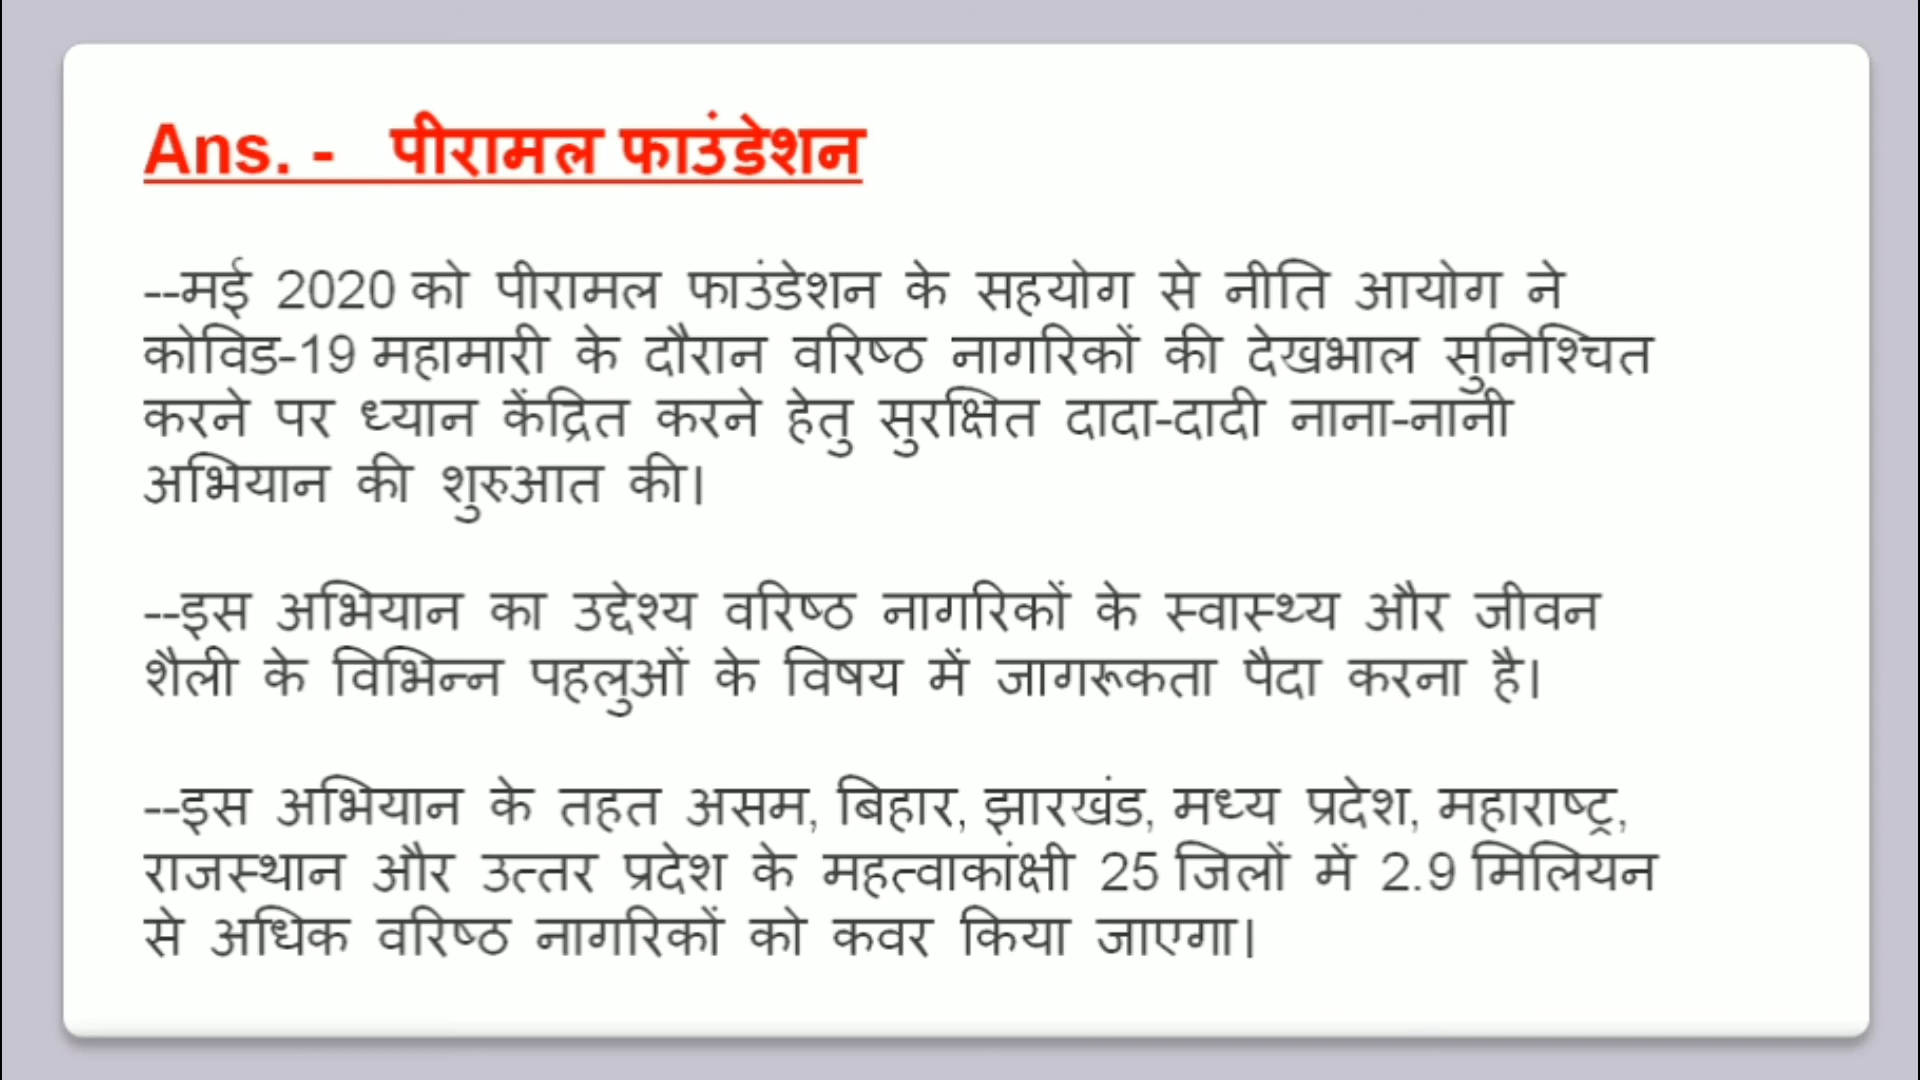 Ans. - पीरामल फाउंडेशन
--मई 2020 को पीरामल फाउंडेशन के सहयोग से नीति आयोग ने
कोविड-19 महामारी के दौरान वरिष्ठ नागरिकों की देखभाल सुनिश्चित
करने पर ध्यान केंद्रित करने हेतु सुरक्षित दादा-दादी नाना-नानी
अभियान की शुरुआत की।
--इस अभियान का उद्देश्य वरिष्ठ नागरिकों के स्वास्थ्य और जीवन
शैली के विभिन्न पहलुओं के विषय में जागरूकता पैदा करना है।
--इस अभियान के तहत असम, बिहार, झारखंड, मध्य प्रदेश, महाराष्ट्र,
राजस्थान और उत्तर प्रदेश के महत्वाकांक्षी 25 जिलों में 2.9 मिलियन
से अधिक वरिष्ठ नागरिकों को कवर किया जाएगा।